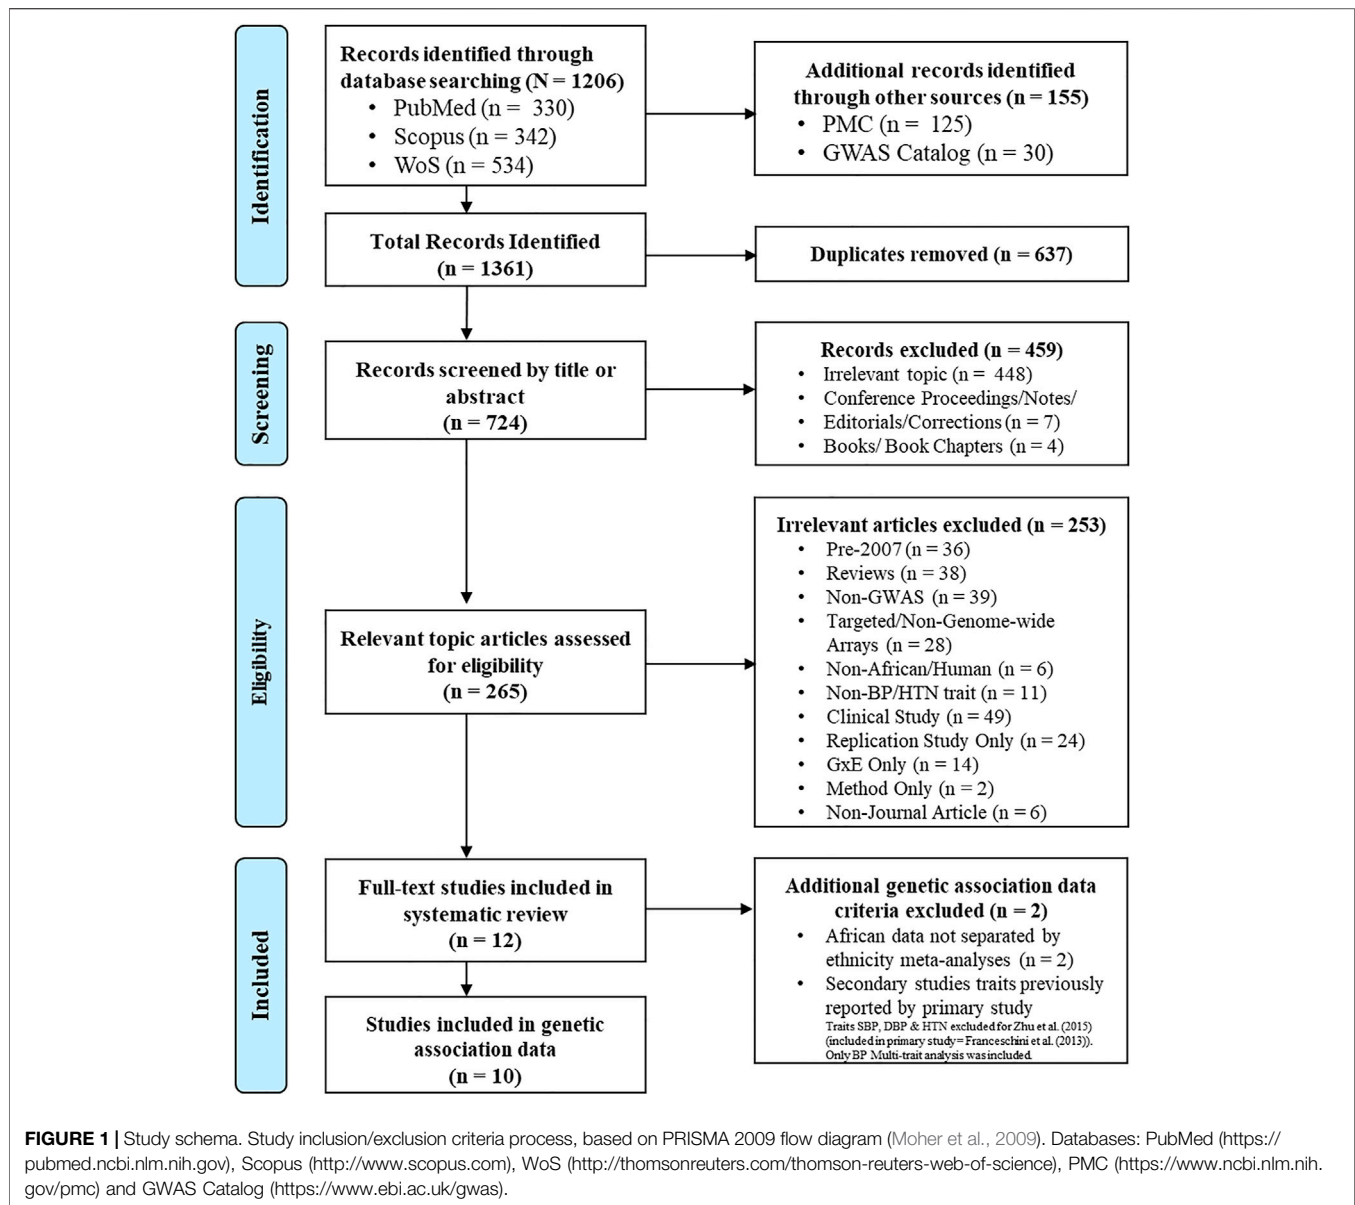 Identification
Records identified through
database searching (N = 1206)
• PubMed (n = 330)
• Scopus (n = 342)
• WoS (n = 534)
Additional records identified
through other sources (n = 155)
• PMC (n = 125)
• GWAS Catalog (n = 30)
Total Records Identified
(n = 1361)
Duplicates removed (n = 637)
Screening
Records screened by title or
abstract
(n = 724)
Records excluded (n = 459)
• Irrelevant topic (n = 448)
• Conference Proceedings/Notes/
• Editorials/Corrections (n = 7)
• Books/ Book Chapters (n = 4)
Eligibility
Relevant topic articles assessed
for eligibility
(n = 265)
Irrelevant articles excluded (n = 253)
• Pre-2007 (n = 36)
• Reviews (n = 38)
• Non-GWAS (n = 39)
• Targeted/Non-Genome-wide
Arrays (n = 28)
• Non-African/Human (n = 6)
• Non-BP/HTN trait (n = 11)
• Clinical Study (n = 49)
• Replication Study Only (n = 24)
• GxE Only (n = 14)
• Method Only (n = 2)
• Non-Journal Article (n = 6)
Included
Full-text studies included in
systematic review
(n = 12)
Additional genetic association data
criteria excluded (n = 2)
• African data not separated by
ethnicity meta-analyses (n = 2)
• Secondary studies traits previously
reported by primary study
Traits SBP, DBP & HTN excluded for Zhu et al. (2015)
(included in primary study = Franceschini et al. (2013)).
Only BP Multi-trait analysis was included.
Studies included in genetic
association data
(n = 10)
FIGURE 1 | Study schema. Study inclusion/exclusion criteria process, based on PRISMA 2009 flow diagram (Moher et al., 2009). Databases: PubMed (https://
pubmed.ncbi.nlm.nih.gov), Scopus (http://www.scopus.com), WoS (http://thomsonreuters.com/thomson-reuters-web-of-science), PMC (https://www.ncbi.nlm.nih.
gov/pmc) and GWAS Catalog (https://www.ebi.ac.uk/gwas).